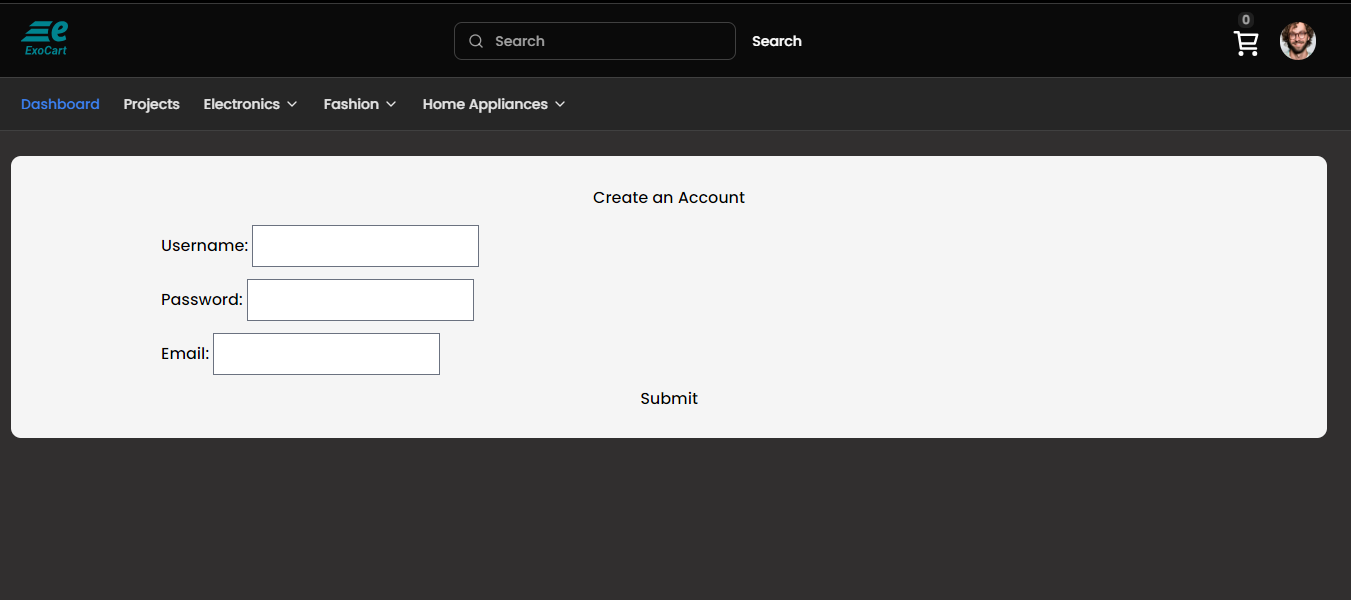 e
ExoCart
Search
Search
0
Dashboard
Projects
Electronics
Fashion
Home Appliances
Create an Account
Username:
Password:
Email:
Submit